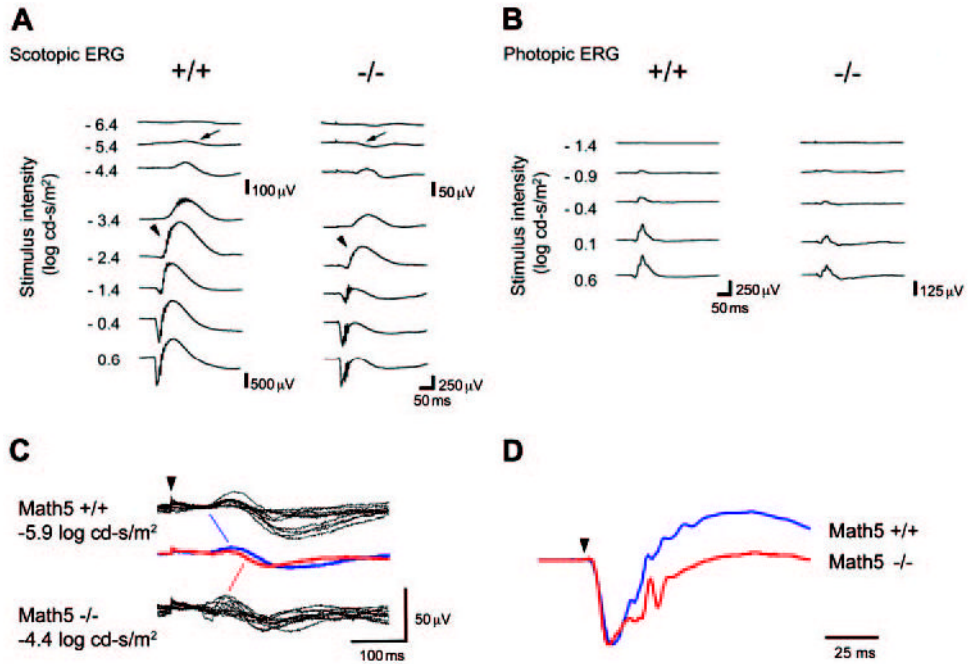 A
Scotopic ERG
+/+
-/-
- 6.4
- 5.4
- 4.4
100 μV
50 μV
- 3.4
- 2.4
- 1.4
- 0.4
0.6
500 μV
250 μV
50 ms
Stimulus intensity
(log cd-s/m²)
B
Photopic ERG
+/+
-/-
- 1.4
- 0.9
- 0.4
0.1
0.6
250 μV
50 ms
125 μV
Stimulus intensity
(log cd-s/m²)
C
Math5 +/+
-5.9 log cd-s/m²
Math5 -/-
-4.4 log cd-s/m²
50 μV
100 ms
D
Math5 +/+
Math5 -/-
25 ms